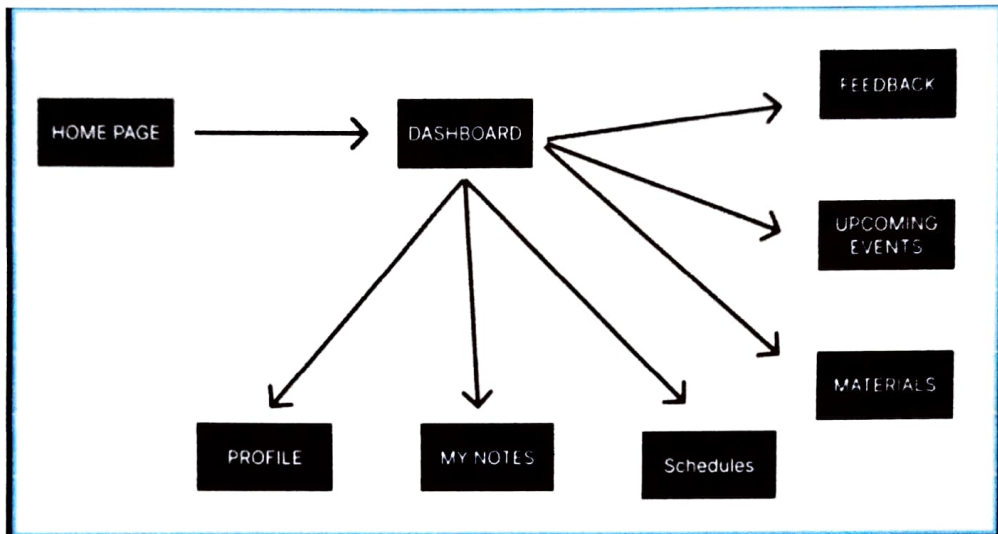 HOME PAGE
DASHBOARD
FEEDBACK
UPCOMING
EVENTS
MATERIALS
PROFILE
MY NOTES
Schedules